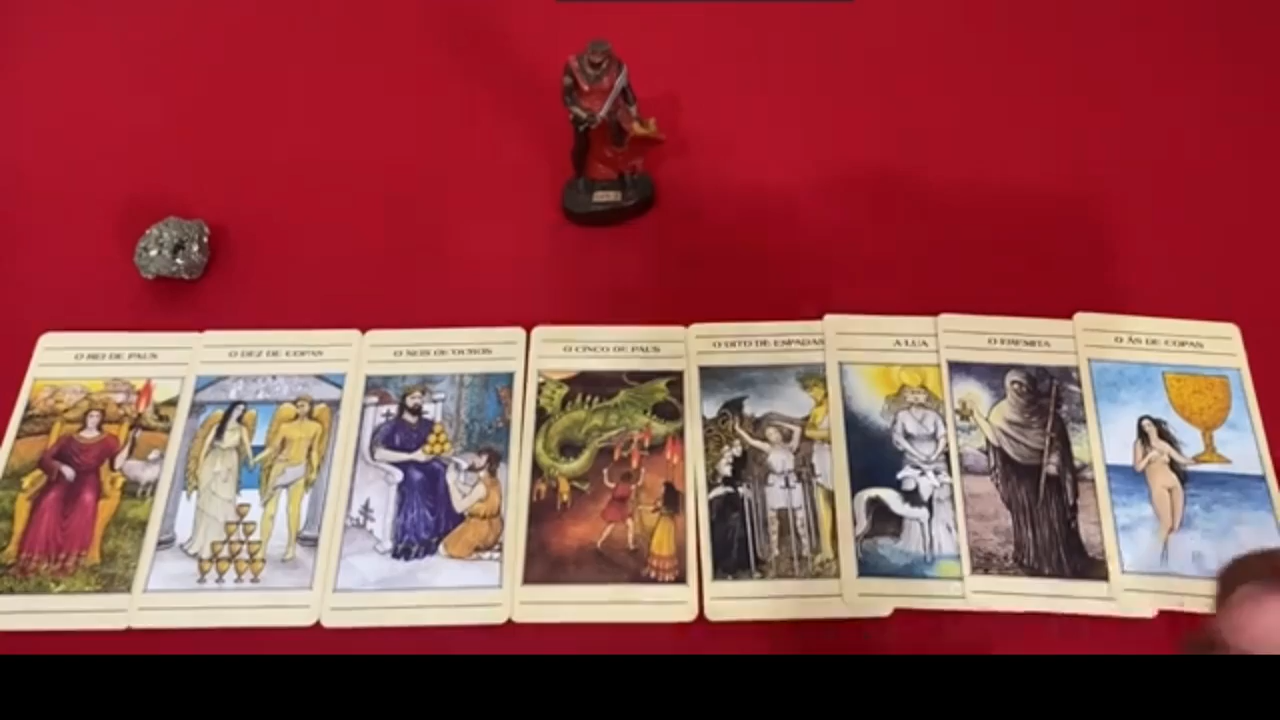 O REI DE PAUS
O DEZ DE COPAS
O SEIS DE OUROS
O CINCO DE PAUS
O OITO DE ESPADAS
A LUA
O EREMITA
O ÁS DE COPAS